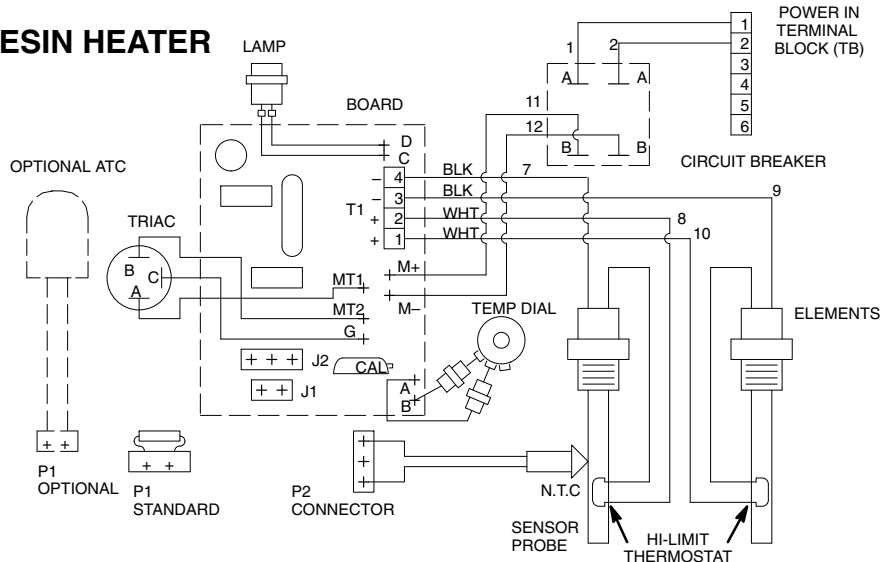 ESIN HEATER
LAMP
POWER IN
TERMINAL
BLOCK (TB)
1
2
3
4
5
6
1 2
A A
B B
CIRCUIT BREAKER
BOARD
11
12
D
C
OPTIONAL ATC
TRIAC
B
C
A
T1
– 4 BLK 7
– 3 BLK 9
+ 2 WHT 8
+ 1 WHT 10
M+
MT1
M–
MT2
G
TEMP DIAL
ELEMENTS
+ + + J2
CAL
+ + J1
A
B
+ +
P1
OPTIONAL
+ +
P1
STANDARD
+
+
+
P2
CONNECTOR
N.T.C
SENSOR
PROBE
HI-LIMIT
THERMOSTAT